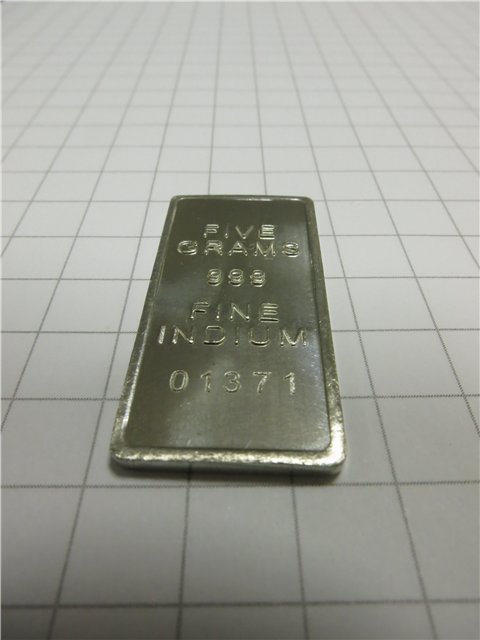 FIVE
GRAMS
999
FINE
INDIUM
01371